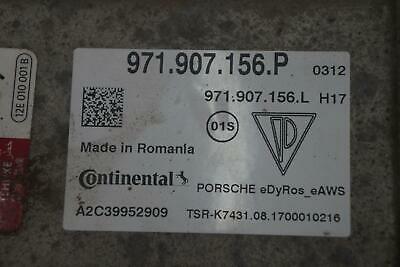 971.907.156.P 0312
971.907.156.L H17
01S
Made in Romania
Continental
PORSCHE eDyRos_eAWS
A2C39952909
TSR-K7431.08.1700010216
12E 010 001 B